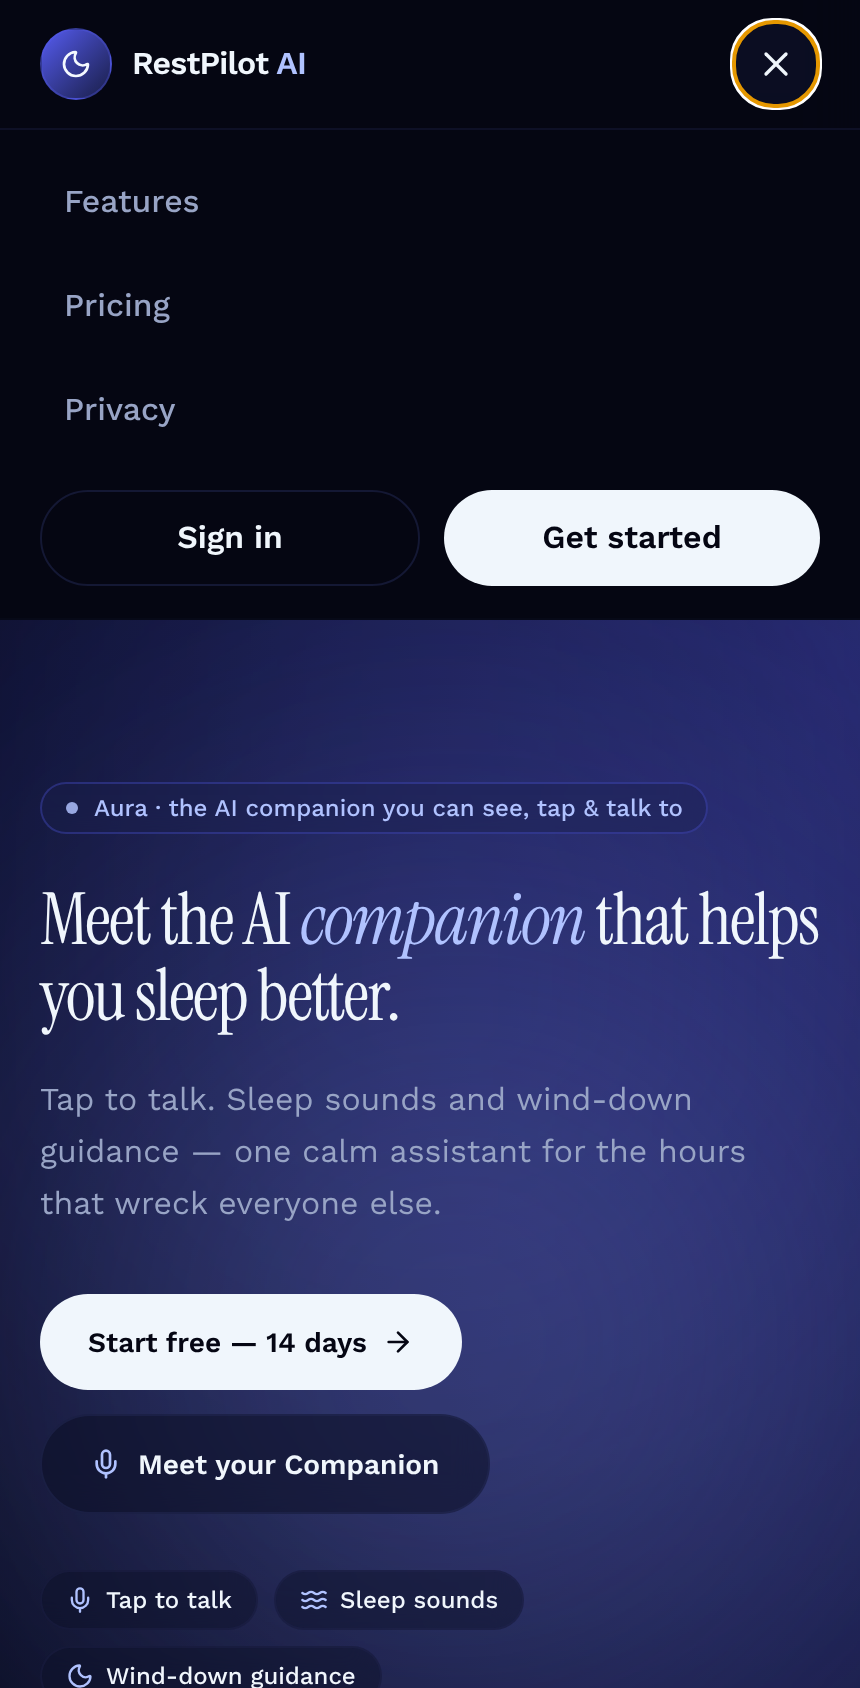 RestPilot AI
Features
Pricing
Privacy
Sign in
Get started
Aura · the AI companion you can see, tap & talk to
Meet the AI companion that helps
you sleep better.
Tap to talk. Sleep sounds and wind-down
guidance — one calm assistant for the hours
that wreck everyone else.
Start free — 14 days
Meet your Companion
Tap to talk
Sleep sounds
Wind-down guidance